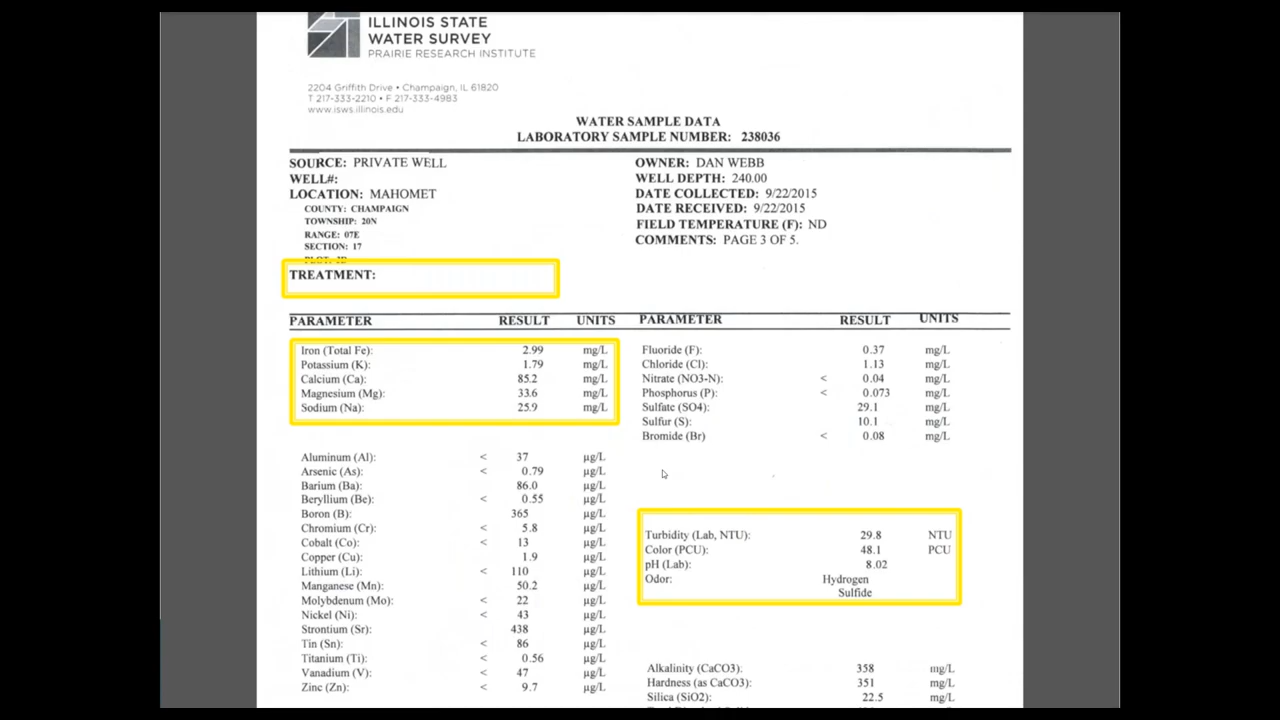 ILLINOIS STATE
WATER SURVEY
PRAIRIE RESEARCH INSTITUTE
2204 Griffith Drive • Champaign, IL 61820
T 217-333-2210 • F 217-333-4983
www.isws.illinois.edu
WATER SAMPLE DATA
LABORATORY SAMPLE NUMBER: 238036
SOURCE: PRIVATE WELL
WELL#:
LOCATION: MAHOMET
COUNTY: CHAMPAIGN
TOWNSHIP: 20N
RANGE: 07E
SECTION: 17
TREATMENT:
OWNER: DAN WEBB
WELL DEPTH: 240.00
DATE COLLECTED: 9/22/2015
DATE RECEIVED: 9/22/2015
FIELD TEMPERATURE (F): ND
COMMENTS: PAGE 3 OF 5.
PARAMETER RESULT UNITS
Iron (Total Fe): 2.99 mg/L
Potassium (K): 1.79 mg/L
Calcium (Ca): 85.2 mg/L
Magnesium (Mg): 33.6 mg/L
Sodium (Na): 25.9 mg/L
Aluminum (Al): < 37 µg/L
Arsenic (As): < 0.79 µg/L
Barium (Ba): 86.0 µg/L
Beryllium (Be): < 0.55 µg/L
Boron (B): 365 µg/L
Chromium (Cr): < 5.8 µg/L
Cobalt (Co): < 13 µg/L
Copper (Cu): 1.9 µg/L
Lithium (Li): < 110 µg/L
Manganese (Mn): 50.2 µg/L
Molybdenum (Mo): < 22 µg/L
Nickel (Ni): < 43 µg/L
Strontium (Sr): 438 µg/L
Tin (Sn): < 86 µg/L
Titanium (Ti): < 0.56 µg/L
Vanadium (V): < 47 µg/L
Zinc (Zn): < 9.7 µg/L
PARAMETER RESULT UNITS
Fluoride (F): 0.37 mg/L
Chloride (Cl): 1.13 mg/L
Nitrate (NO3-N): < 0.04 mg/L
Phosphorus (P): < 0.073 mg/L
Sulfate (SO4): 29.1 mg/L
Sulfur (S): 10.1 mg/L
Bromide (Br) < 0.08 mg/L
Turbidity (Lab, NTU): 29.8 NTU
Color (PCU): 48.1 PCU
pH (Lab): 8.02
Odor: Hydrogen
Sulfide
Alkalinity (CaCO3): 358 mg/L
Hardness (as CaCO3): 351 mg/L
Silica (SiO2): 22.5 mg/L